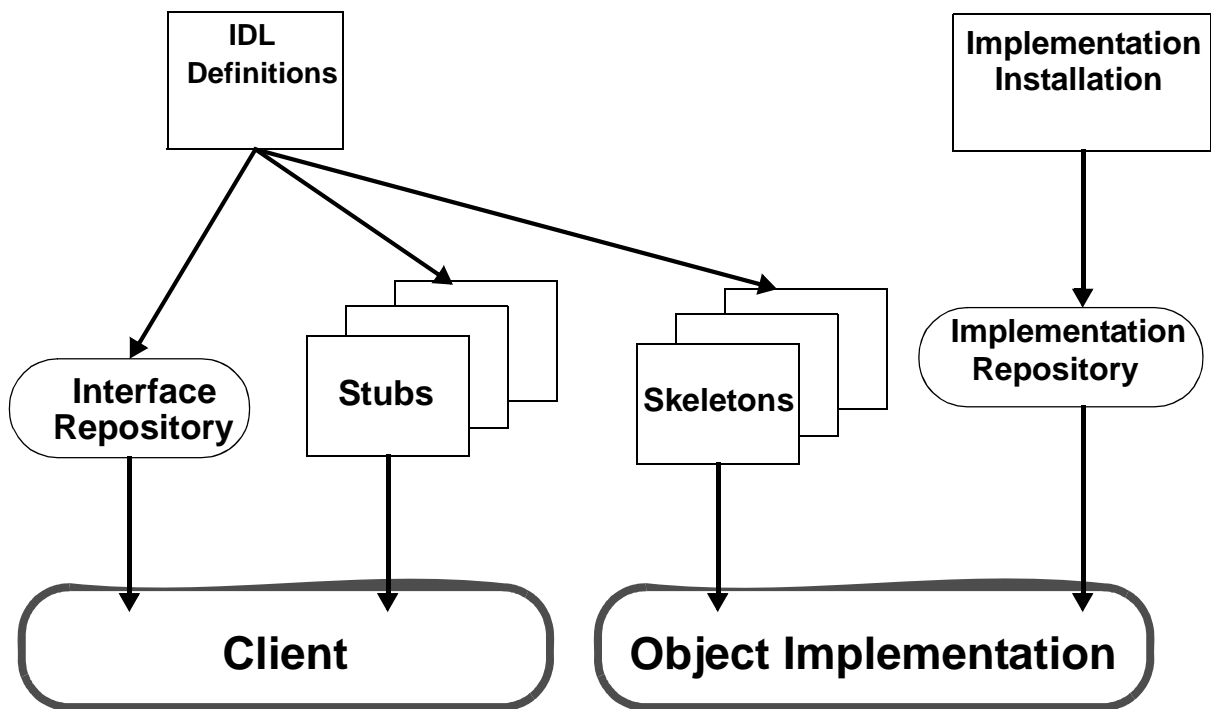 IDL
Definitions
Implementation
Installation
Interface
Repository
Stubs
Skeletons
Implementation
Repository
Client
Object Implementation